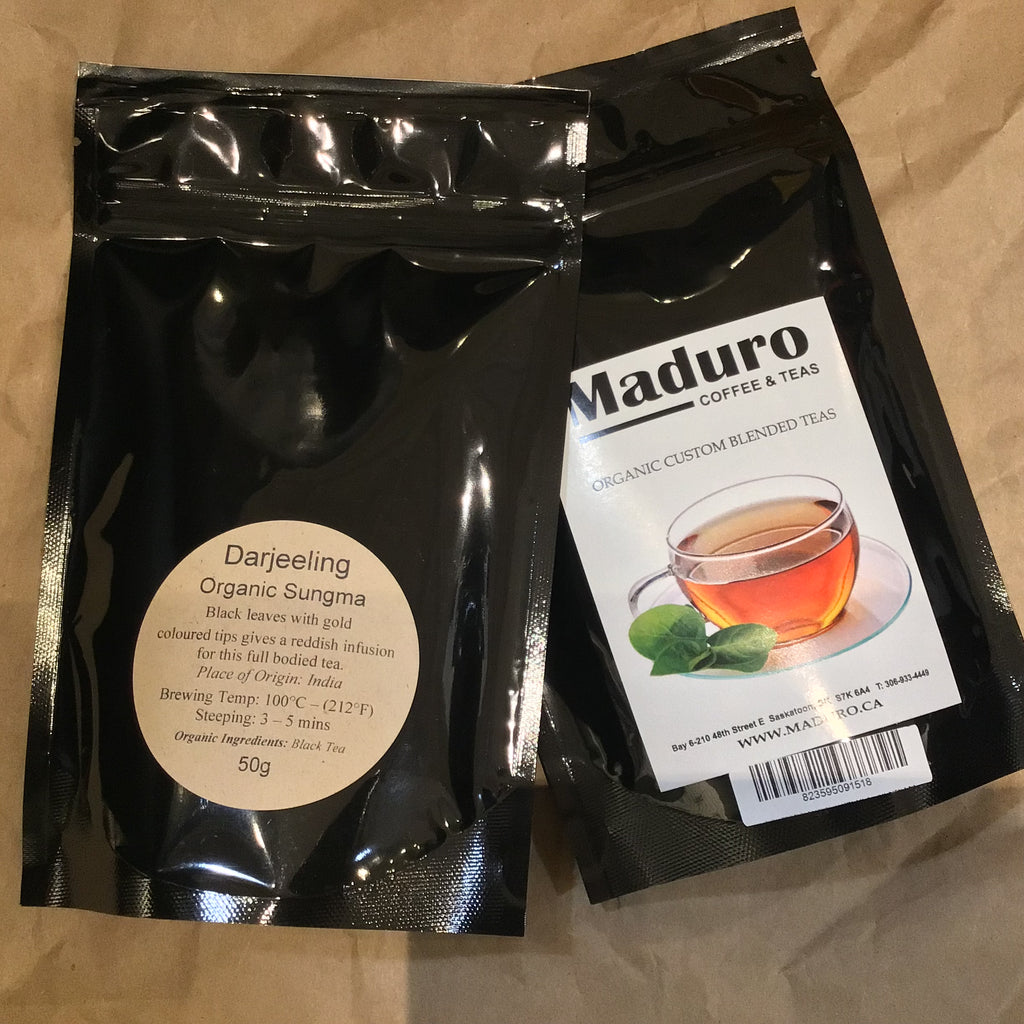 Darjeeling
Organic Sungma
Black leaves with gold
coloured tips gives a reddish infusion
for this full bodied tea.
Place of Origin: India
Brewing Temp: 100°C – (212°F)
Steeping: 3 – 5 mins
Organic Ingredients: Black Tea
50g
Maduro
COFFEE & TEAS
ORGANIC CUSTOM BLENDED TEAS
Bay 6-210 48th Street E Saskatoon, SK S7K 6A4 T: 306-933-4449
WWW.MADURO.CA
823595091518